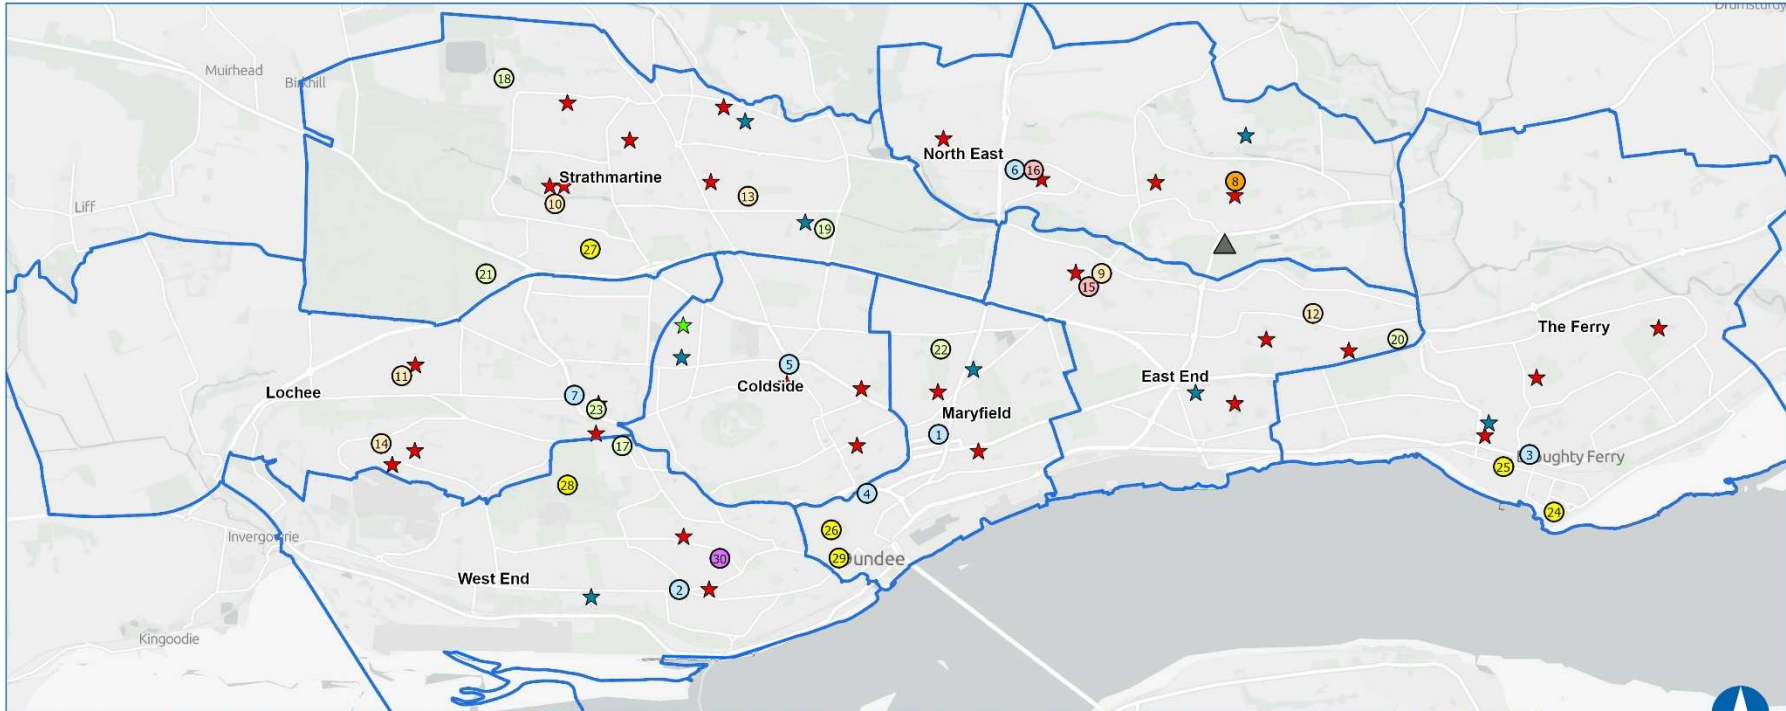 Drumsturdy
Muirhead
Birkhill
18
North East
6
16
Strathmartine
8
10
13
Liff
19
27
21
9
15
12
The Ferry
20
22
5
11
East End
Coldside
Lochee
7
23
Maryfield
1
14
17
3
Broughty Ferry
25
28
4
24
26
Invergowrie
29
Dundee
30
West End
2
Kingoodie